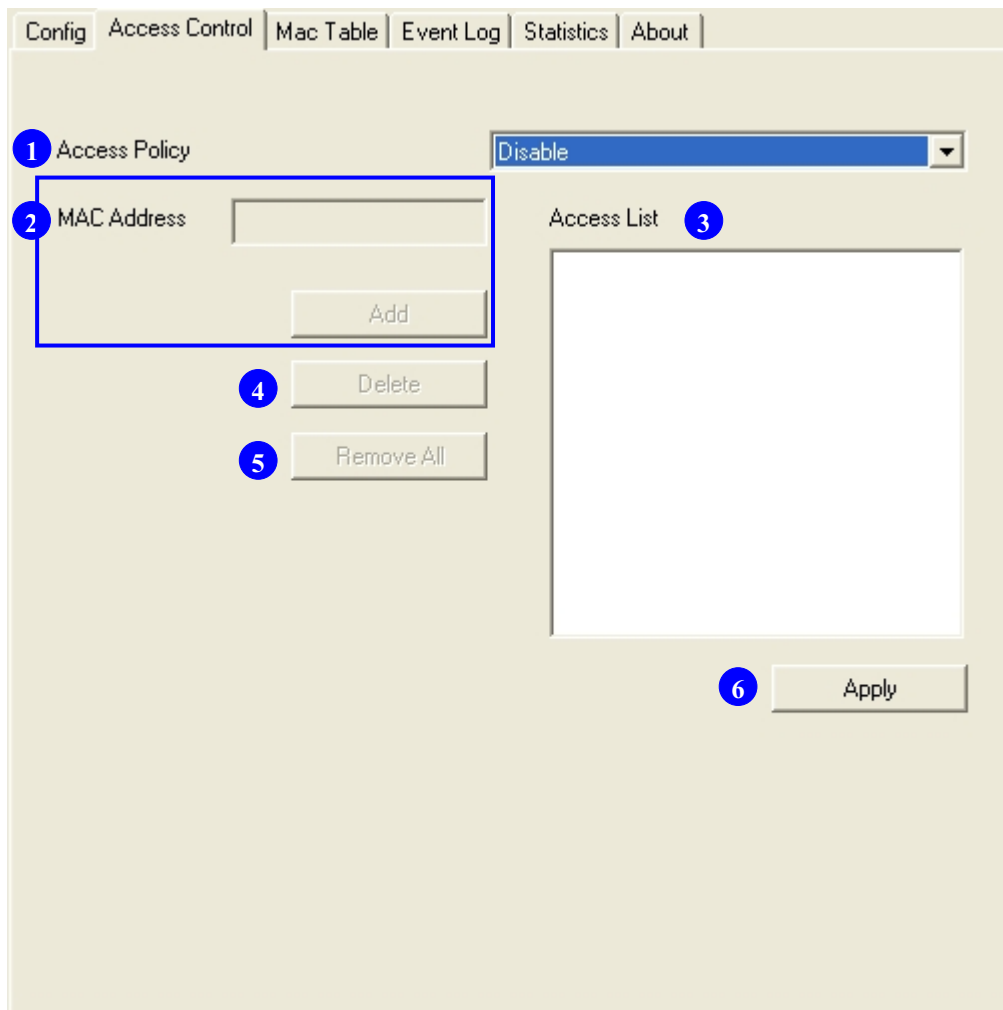 Config Access Control Mac Table Event Log Statistics About
1 Access Policy Disable
2 MAC Address Access List 3
Add
4 Delete
5 Remove All
6 Apply